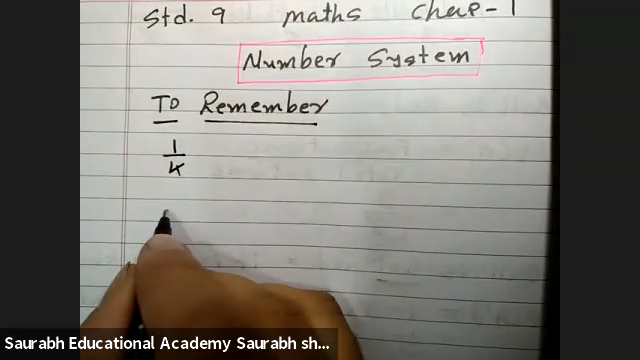 Std. 9 maths Chap-1
Number System
To Remember
1/4
Saurabh Educational Academy Saurabh sh...